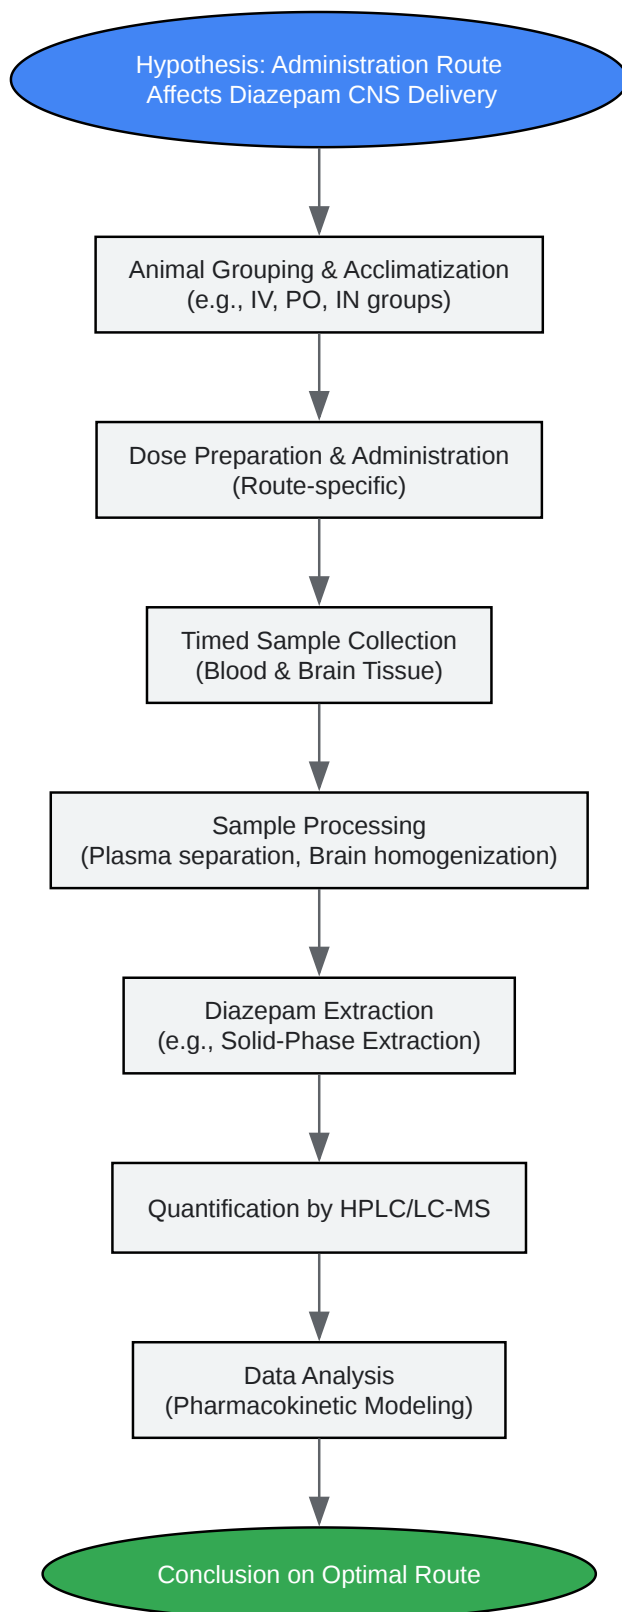 Hypothesis: Administration Route
Affects Diazepam CNS Delivery
Animal Grouping & Acclimatization
(e.g., IV, PO, IN groups)
Dose Preparation & Administration
(Route-specific)
Timed Sample Collection
(Blood & Brain Tissue)
Sample Processing
(Plasma separation, Brain homogenization)
Diazepam Extraction
(e.g., Solid-Phase Extraction)
Quantification by HPLC/LC-MS
Data Analysis
(Pharmacokinetic Modeling)
Conclusion on Optimal Route